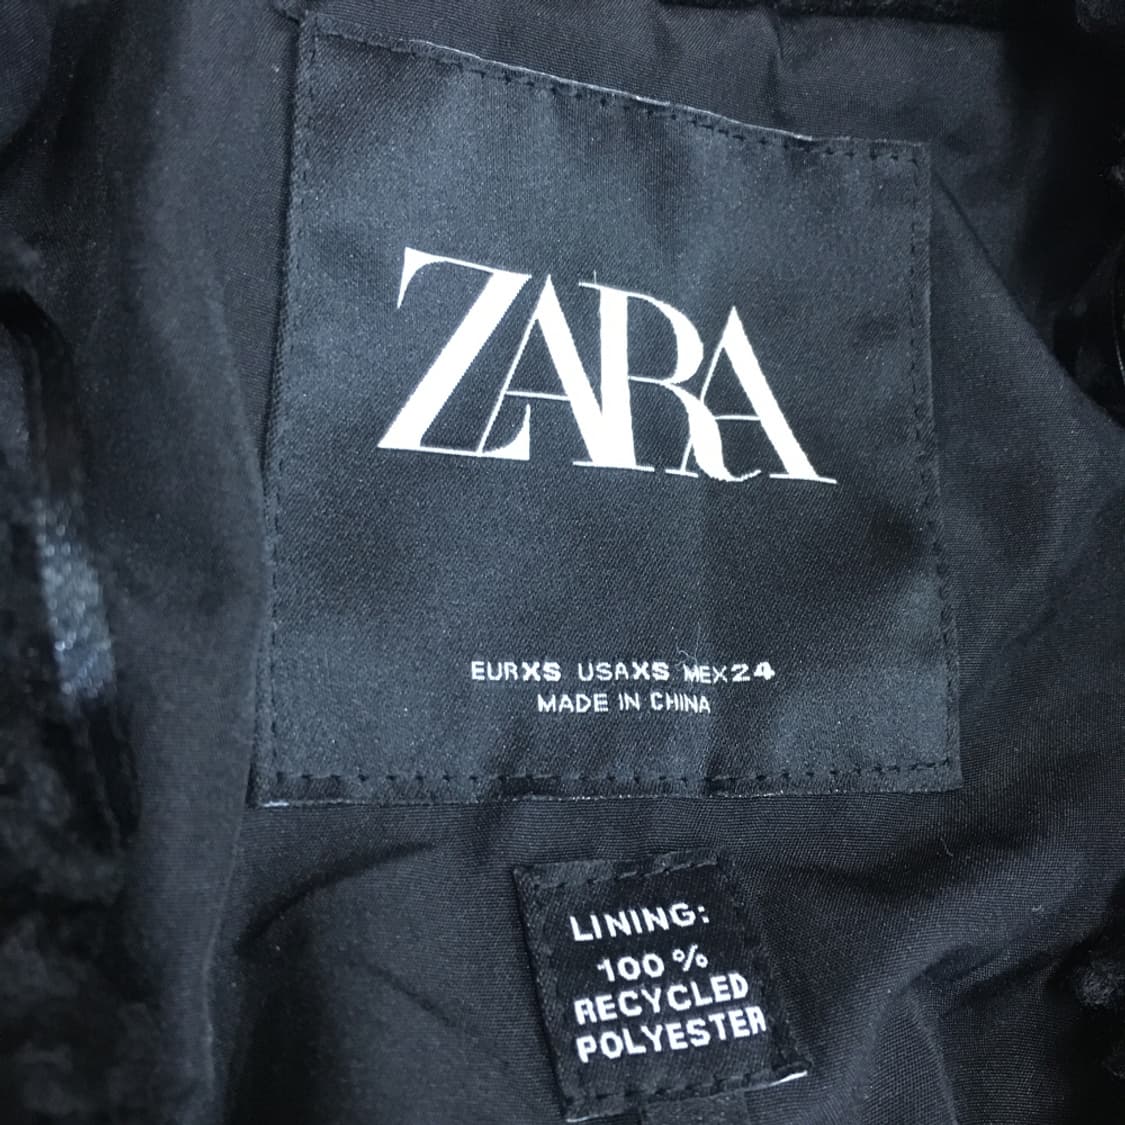 ZARA
EURXS USAXS MEX24
MADE IN CHINA
LINING:
100 %
RECYCLED
POLYESTER